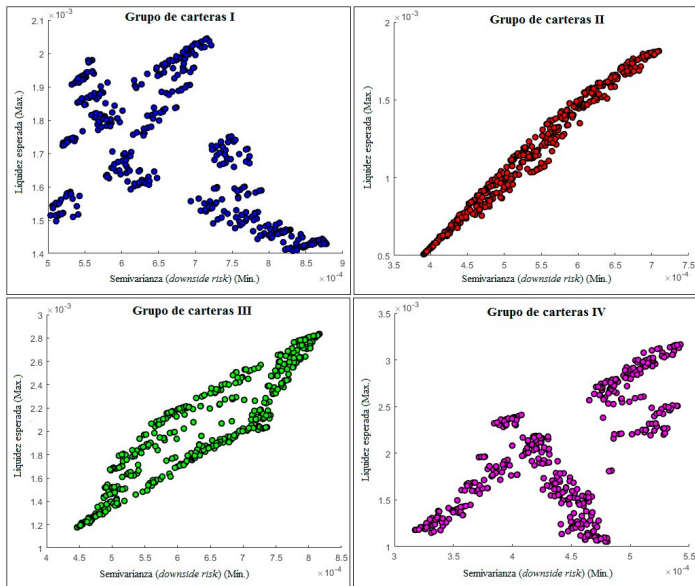 Grupo de carteras I
×10⁻³
2.1
2
1.9
1.8
1.7
1.6
1.5
1.4
Liquidez esperada (Max.)
5 5.5 6 6.5 7 7.5 8 8.5 9
×10⁻⁴
Semivarianza (downside risk) (Min.)
Grupo de carteras II
×10⁻³
2
1.5
1
0.5
Liquidez esperada (Max.)
3.5 4 4.5 5 5.5 6 6.5 7 7.5
×10⁻⁴
Semivarianza (downside risk) (Min.)
Grupo de carteras III
×10⁻³
3
2.8
2.6
2.4
2.2
2
1.8
1.6
1.4
1.2
1
Liquidez esperada (Max.)
4 4.5 5 5.5 6 6.5 7 7.5 8 8.5
×10⁻⁴
Semivarianza (downside risk) (Min.)
Grupo de carteras IV
×10⁻³
3.5
3
2.5
2
1.5
1
Liquidez esperada (Max.)
3 3.5 4 4.5 5 5.5
×10⁻⁴
Semivarianza (downside risk) (Min.)